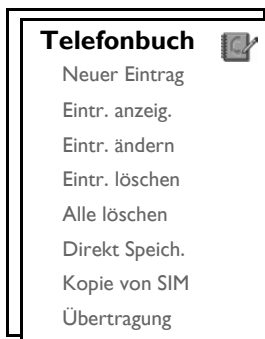 Telefonbuch
Neuer Eintrag
Eintr. anzeig.
Eintr. ändern
Eintr. löschen
Alle löschen
Direkt Speich.
Kopie von SIM
Übertragung